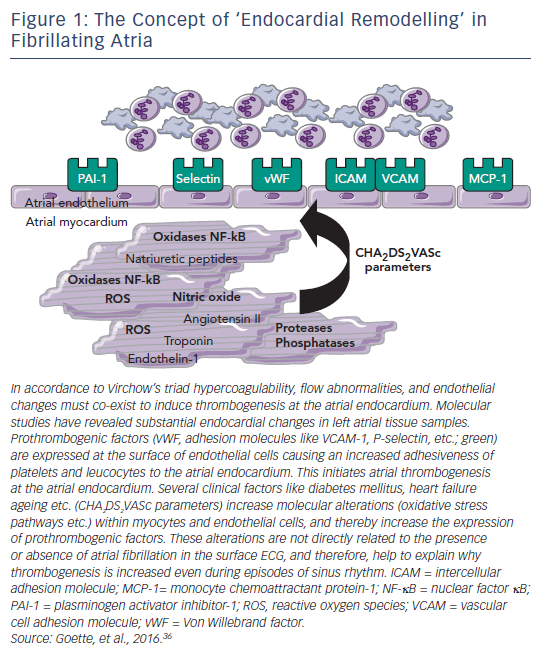 Figure 1: The Concept of ‘Endocardial Remodelling’ in
Fibrillating Atria
PAI-1
Selectin
vWF
ICAM
VCAM
MCP-1
Atrial endothelium
Atrial myocardium
Oxidases NF-kB
Natriuretic peptides
CHA2DS2VASc
parameters
Oxidases NF-kB
ROS
Nitric oxide
Angiotensin II
ROS
Troponin
Endothelin-1
Proteases
Phosphatases
In accordance to Virchow’s triad hypercoagulability, flow abnormalities, and endothelial
changes must co-exist to induce thrombogenesis at the atrial endocardium. Molecular
studies have revealed substantial endocardial changes in left atrial tissue samples.
Prothrombogenic factors (vWF, adhesion molecules like VCAM-1, P-selectin, etc.; green)
are expressed at the surface of endothelial cells causing an increased adhesiveness of
platelets and leucocytes to the atrial endocardium. This initiates atrial thrombogenesis
at the atrial endocardium. Several clinical factors like diabetes mellitus, heart failure
ageing etc. (CHA2DS2VASc parameters) increase molecular alterations (oxidative stress
pathways etc.) within myocytes and endothelial cells, and thereby increase the expression
of prothrombogenic factors. These alterations are not directly related to the presence
or absence of atrial fibrillation in the surface ECG, and therefore, help to explain why
thrombogenesis is increased even during episodes of sinus rhythm. ICAM = intercellular
adhesion molecule; MCP-1= monocyte chemoattractant protein-1; NF-κB = nuclear factor κB;
PAI-1 = plasminogen activator inhibitor-1; ROS, reactive oxygen species; VCAM = vascular
cell adhesion molecule; vWF = Von Willebrand factor.
Source: Goette, et al., 2016.36